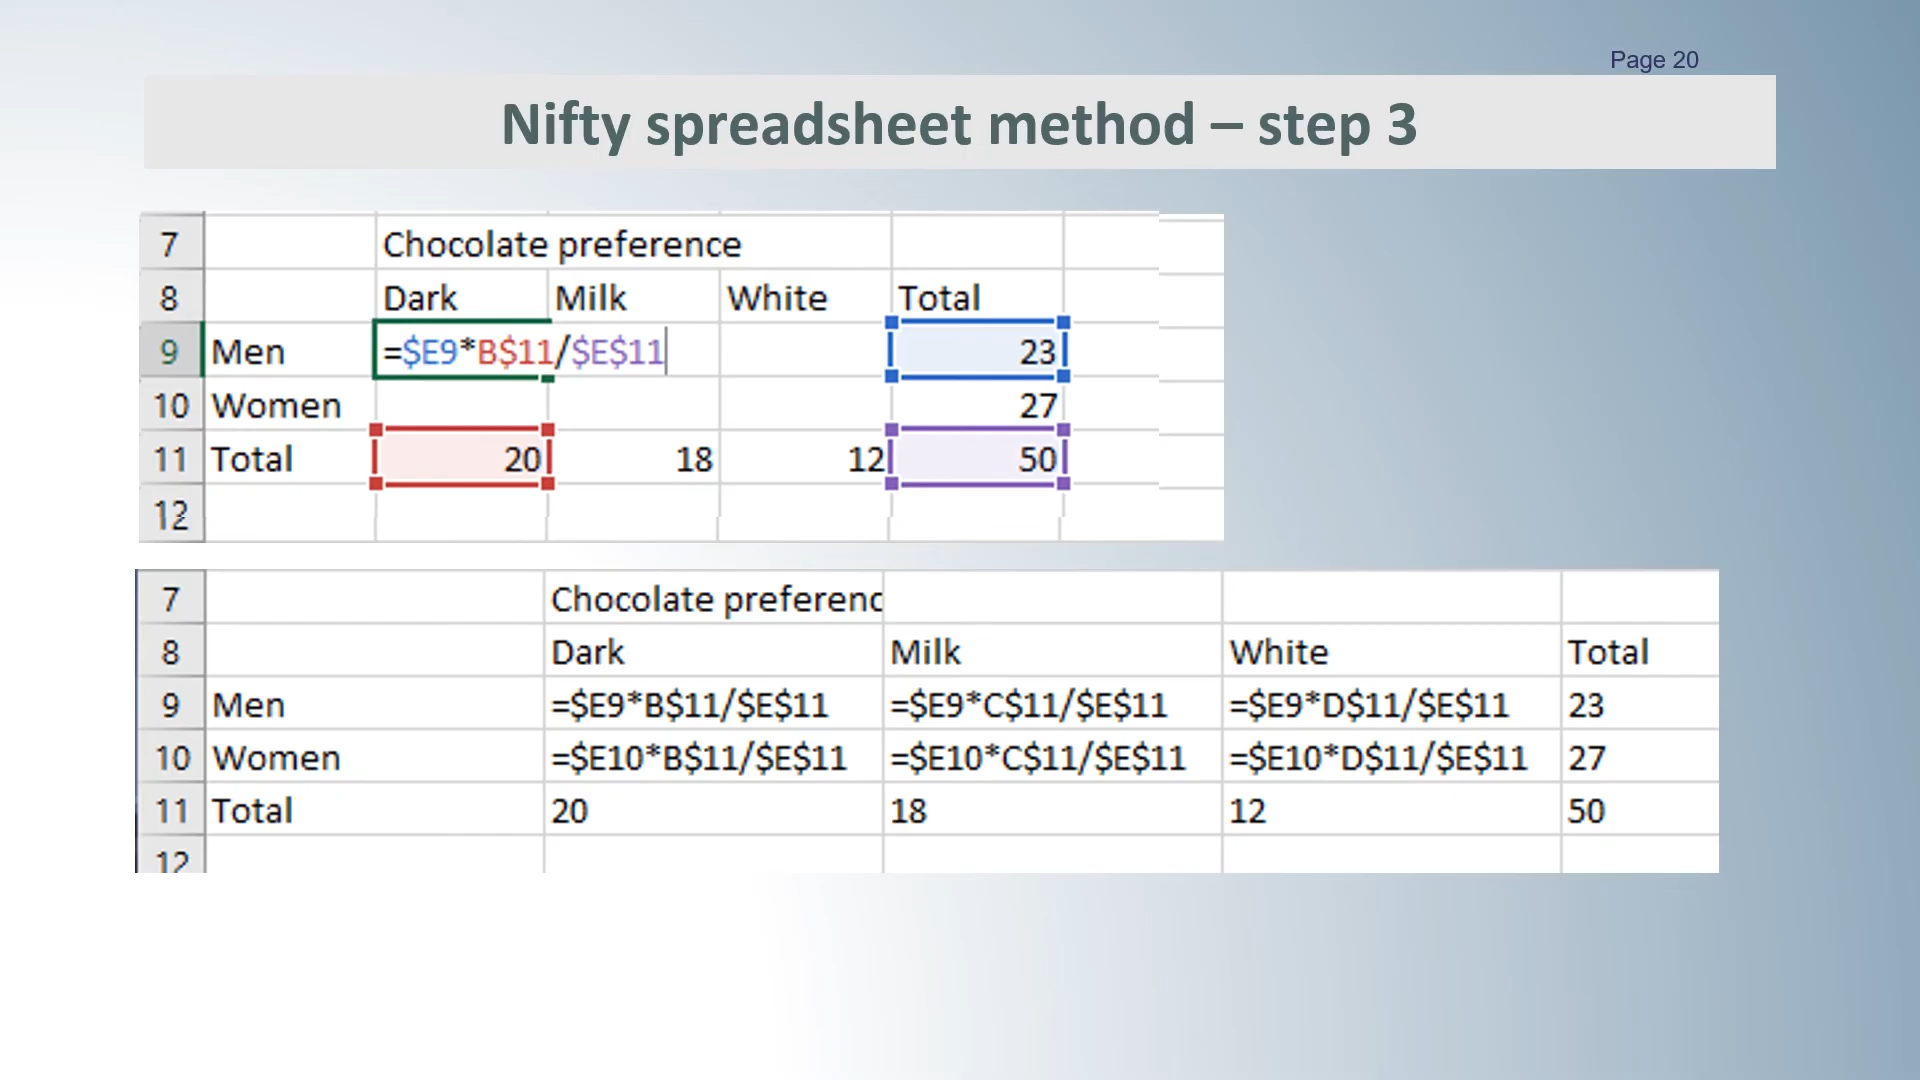 Page 20
Nifty spreadsheet method – step 3
7 Chocolate preference
8 Dark Milk White Total
9 Men =$E9*B$11/$E$11 23
10 Women 27
11 Total 20 18 12 50
12
7 Chocolate preferenc
8 Dark Milk White Total
9 Men =$E9*B$11/$E$11 =$E9*C$11/$E$11 =$E9*D$11/$E$11 23
10 Women =$E10*B$11/$E$11 =$E10*C$11/$E$11 =$E10*D$11/$E$11 27
11 Total 20 18 12 50
12